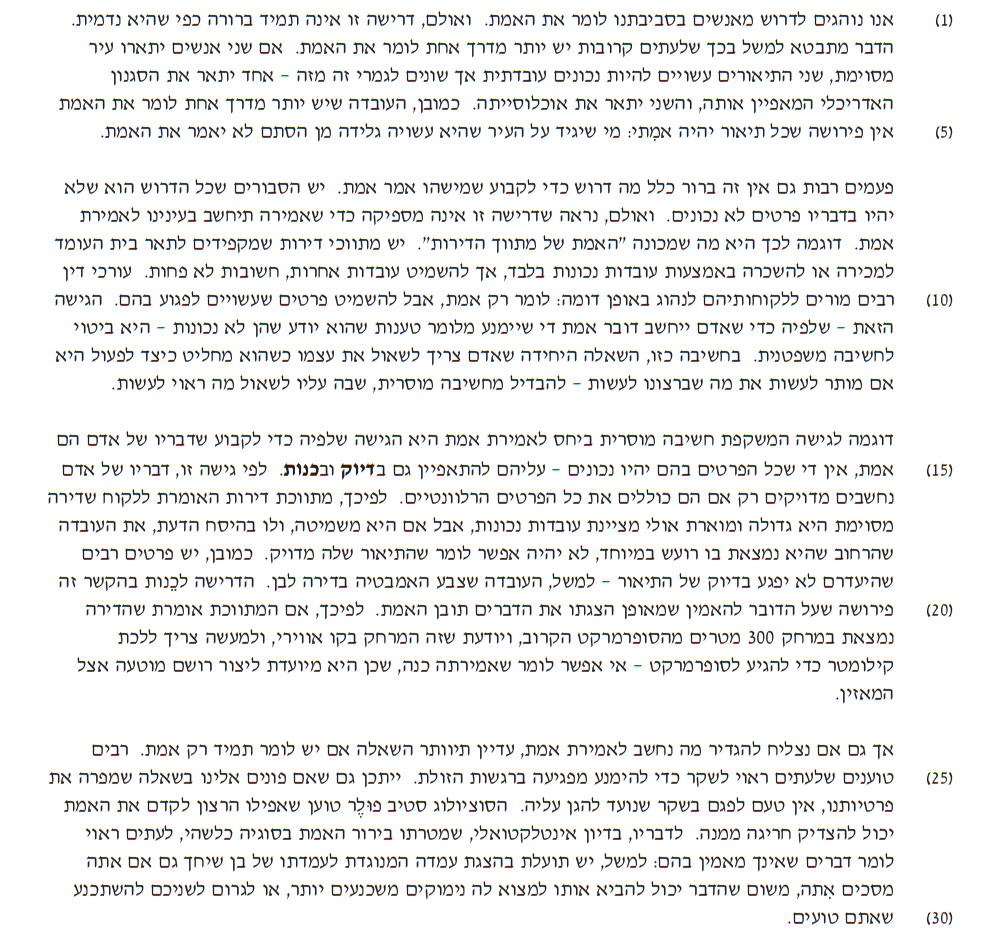 (1) אנו נוהגים לדרוש מאנשים בסביבתנו לומר את האמת. ואולם, דרישה זו אינה תמיד ברורה כפי שהיא נדמית.
הדבר מתבטא למשל בכך שלעתים קרובות יש יותר מדרך אחת לומר את האמת. אם שני אנשים יתארו עיר
מסוימת, שני התיאורים עשויים להיות נכונים עובדתית אך שונים לגמרי זה מזה – אחד יתאר את הסגנון
האדריכלי המאפיין אותה, והשני יתאר את אוכלוסייתה. כמובן, העובדה שיש יותר מדרך אחת לומר את האמת
(5) אין פירושה שכל תיאור יהיה אמִתי: מי שיגיד על העיר שהיא עשויה גלידה מן הסתם לא יאמר את האמת.
פעמים רבות גם אין זה ברור כלל מה דרוש כדי לקבוע שמישהו אמר אמת. יש הסבורים שכל הדרוש הוא שלא
יהיו בדבריו פרטים לא נכונים. ואולם, נראה שדרישה זו אינה מספיקה כדי שאמירה תיחשב בעינינו לאמירת
אמת. דוגמה לכך היא מה שמכונה "האמת של מתווך הדירות". יש מתווכי דירות שמקפידים לתאר בית העומד
למכירה או להשכרה באמצעות עובדות נכונות בלבד, אך להשמיט עובדות אחרות, חשובות לא פחות. עורכי דין
(10) רבים מורים ללקוחותיהם לנהוג באופן דומה: לומר רק אמת, אבל להשמיט פרטים שעשויים לפגוע בהם. הגישה
הזאת – שלפיה כדי שאדם ייחשב דובר אמת די שיימנע מלומר טענות שהוא יודע שהן לא נכונות – היא ביטוי
לחשיבה משפטנית. בחשיבה כזו, השאלה היחידה שאדם צריך לשאול את עצמו כשהוא מחליט כיצד לפעול היא
אם מותר לעשות את מה שברצונו לעשות – להבדיל מחשיבה מוסרית, שבה עליו לשאול מה ראוי לעשות.
דוגמה לגישה המשקפת חשיבה מוסרית ביחס לאמירת אמת היא הגישה שלפיה כדי לקבוע שדבריו של אדם הם
(15) אמת, אין די שכל הפרטים בהם יהיו נכונים – עליהם להתאפיין גם בדיוק ובכנות. לפי גישה זו, דבריו של אדם
נחשבים מדויקים רק אם הם כוללים את כל הפרטים הרלוונטיים. לפיכך, מתווכת דירות האומרת ללקוח שדירה
מסוימת היא גדולה ומוארת אולי מציינת עובדות נכונות, אבל אם היא משמיטה, ולו בהיסח הדעת, את העובדה
שהרחוב שהיא נמצאת בו רועש במיוחד, לא יהיה אפשר לומר שהתיאור שלה מדויק. כמובן, יש פרטים רבים
שהיעדרם לא יפגע בדיוק של התיאור – למשל, העובדה שצבע האמבטיה בדירה לבן. הדרישה לכֵנות בהקשר זה
(20) פירושה שעל הדובר להאמין שמאופן הצגתו את הדברים תובן האמת. לפיכך, אם המתווכת אומרת שהדירה
נמצאת במרחק 300 מטרים מהסופרמרקט הקרוב, ויודעת שזה המרחק בקו אווירי, ולמעשה צריך ללכת
קילומטר כדי להגיע לסופרמרקט – אי אפשר לומר שאמירתה כנה, שכן היא מיועדת ליצור רושם מוטעה אצל
המאזין.
אך גם אם נצליח להגדיר מה נחשב לאמירת אמת, עדיין תיוותר השאלה אם יש לומר תמיד רק אמת. רבים
(25) טוענים שלעתים ראוי לשקר כדי להימנע מפגיעה ברגשות הזולת. ייתכן גם שאם פונים אלינו בשאלה שמפרה את
פרטיותנו, אין טעם לפגם בשקר שנועד להגן עליה. הסוציולוג סטיב פוּלֶר טוען שאפילו הרצון לקדם את האמת
יכול להצדיק חריגה ממנה. לדבריו, בדיון אינטלקטואלי, שמטרתו בירור האמת בסוגיה כלשהי, לעתים ראוי
לומר דברים שאינך מאמין בהם: למשל, יש תועלת בהצגת עמדה המנוגדת לעמדתו של בן שיחך גם אם אתה
מסכים אִתה, משום שהדבר יכול להביא אותו למצוא לה נימוקים משכנעים יותר, או לגרום לשניכם להשתכנע
(30) שאתם טועים.